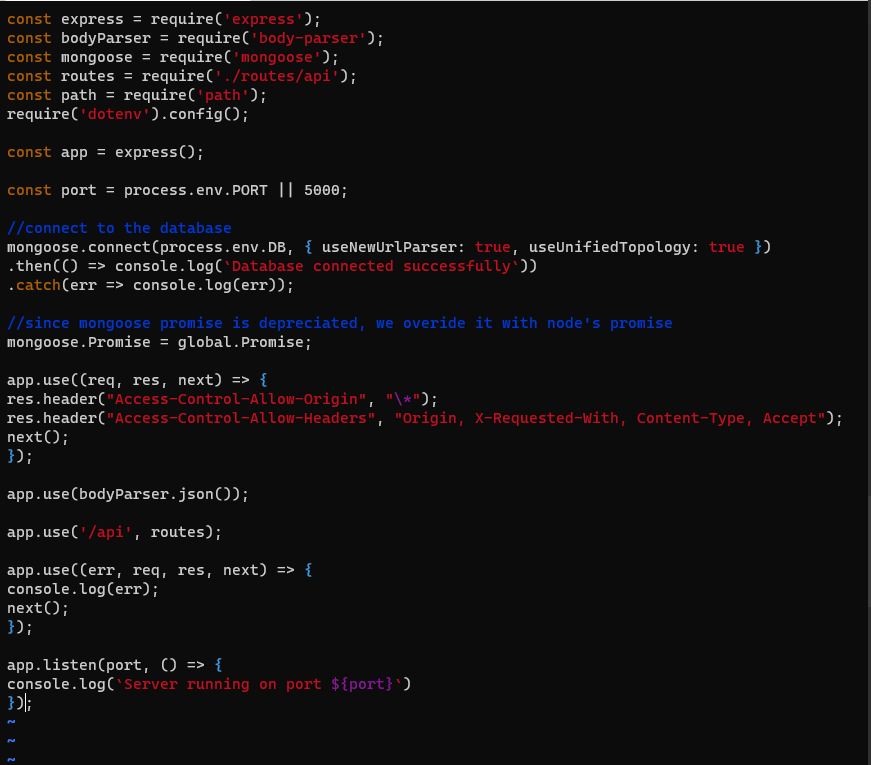 const express = require('express');
const bodyParser = require('body-parser');
const mongoose = require('mongoose');
const routes = require('./routes/api');
const path = require('path');
require('dotenv').config();

const app = express();

const port = process.env.PORT || 5000;

//connect to the database
mongoose.connect(process.env.DB, { useNewUrlParser: true, useUnifiedTopology: true })
.then(() => console.log(`Database connected successfully`))
.catch(err => console.log(err));

//since mongoose promise is depreciated, we overide it with node's promise
mongoose.Promise = global.Promise;

app.use((req, res, next) => {
res.header("Access-Control-Allow-Origin", "\*");
res.header("Access-Control-Allow-Headers", "Origin, X-Requested-With, Content-Type, Accept");
next();
});

app.use(bodyParser.json());

app.use('/api', routes);

app.use((err, req, res, next) => {
console.log(err);
next();
});

app.listen(port, () => {
console.log(`Server running on port ${port}`)
});
~
~
~